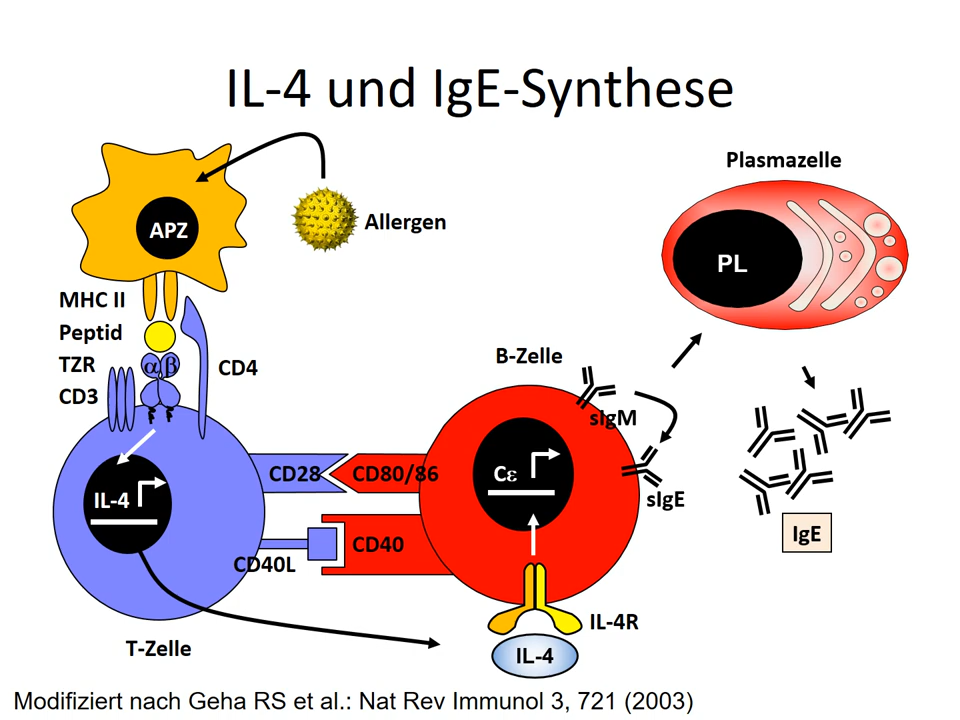 IL-4 und IgE-Synthese
Plasmazelle
APZ
Allergen
PL
MHC II
Peptid
TZR
α β
CD4
CD3
B-Zelle
sIgM
IL-4
CD28
CD80/86
Cε
sIgE
CD40L
CD40
IgE
IL-4R
T-Zelle
IL-4
Modifiziert nach Geha RS et al.: Nat Rev Immunol 3, 721 (2003)